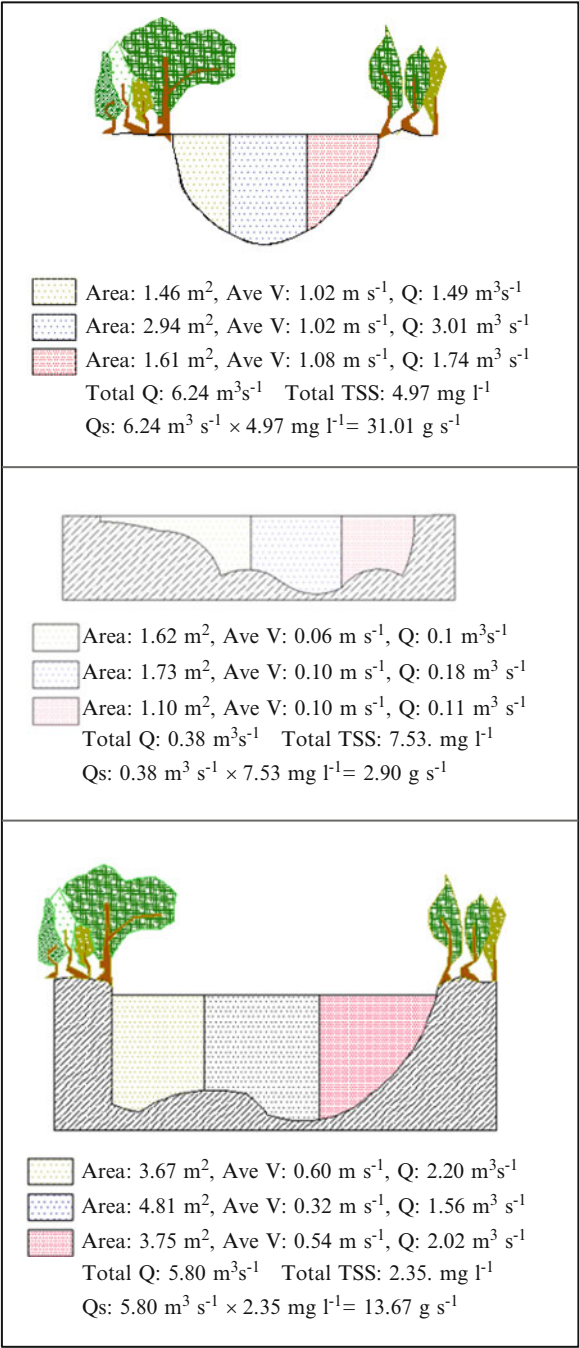 Area: 1.46 m², Ave V: 1.02 m s⁻¹, Q: 1.49 m³s⁻¹
Area: 2.94 m², Ave V: 1.02 m s⁻¹, Q: 3.01 m³ s⁻¹
Area: 1.61 m², Ave V: 1.08 m s⁻¹, Q: 1.74 m³ s⁻¹
Total Q: 6.24 m³s⁻¹ Total TSS: 4.97 mg l⁻¹
Qs: 6.24 m³ s⁻¹ × 4.97 mg l⁻¹= 31.01 g s⁻¹
Area: 1.62 m², Ave V: 0.06 m s⁻¹, Q: 0.1 m³s⁻¹
Area: 1.73 m², Ave V: 0.10 m s⁻¹, Q: 0.18 m³ s⁻¹
Area: 1.10 m², Ave V: 0.10 m s⁻¹, Q: 0.11 m³ s⁻¹
Total Q: 0.38 m³s⁻¹ Total TSS: 7.53. mg l⁻¹
Qs: 0.38 m³ s⁻¹ × 7.53 mg l⁻¹= 2.90 g s⁻¹
Area: 3.67 m², Ave V: 0.60 m s⁻¹, Q: 2.20 m³s⁻¹
Area: 4.81 m², Ave V: 0.32 m s⁻¹, Q: 1.56 m³ s⁻¹
Area: 3.75 m², Ave V: 0.54 m s⁻¹, Q: 2.02 m³ s⁻¹
Total Q: 5.80 m³s⁻¹ Total TSS: 2.35. mg l⁻¹
Qs: 5.80 m³ s⁻¹ × 2.35 mg l⁻¹= 13.67 g s⁻¹